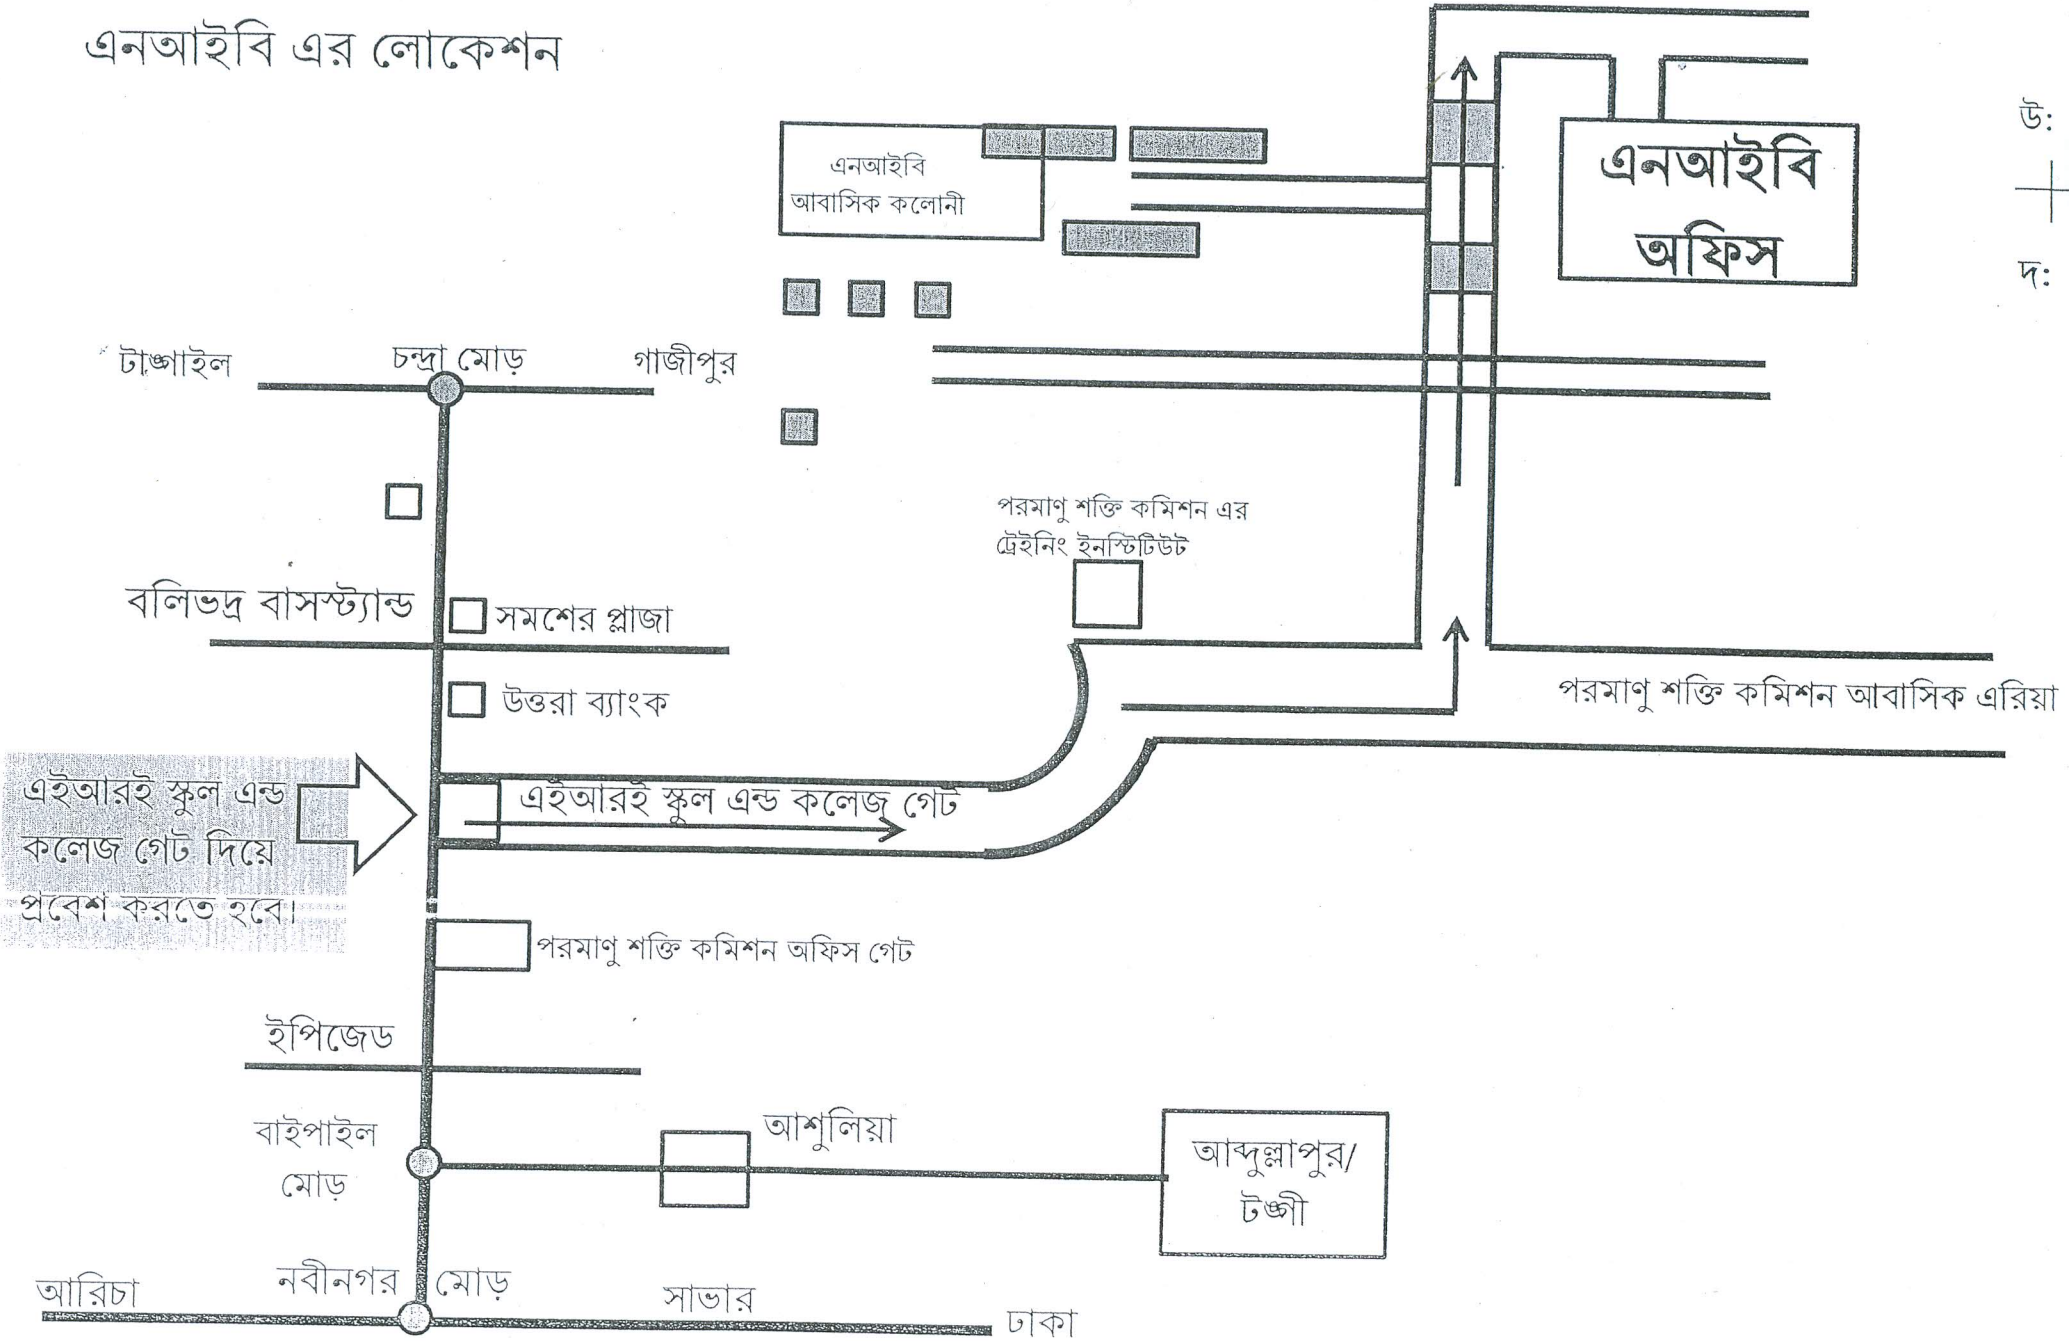 এনআইবি এর লোকেশন
উ:
দ:
এনআইবি
আবাসিক কলোনী
এনআইবি
অফিস
টাঙ্গাইল
চন্দ্রা মোড়
গাজীপুর
পরমাণু শক্তি কমিশন এর
ট্রেইনিং ইনস্টিটিউট
বলিভদ্র বাসস্ট্যান্ড
সমশের প্লাজা
উত্তরা ব্যাংক
পরমাণু শক্তি কমিশন আবাসিক এরিয়া
এইআরই স্কুল এন্ড
কলেজ গেট দিয়ে
প্রবেশ করতে হবে।
এইআরই স্কুল এন্ড কলেজ গেট
পরমাণু শক্তি কমিশন অফিস গেট
ইপিজেড
বাইপাইল
মোড়
আশুলিয়া
আব্দুল্লাপুর/
টঙ্গী
আরিচা
নবীনগর মোড়
সাভার
ঢাকা